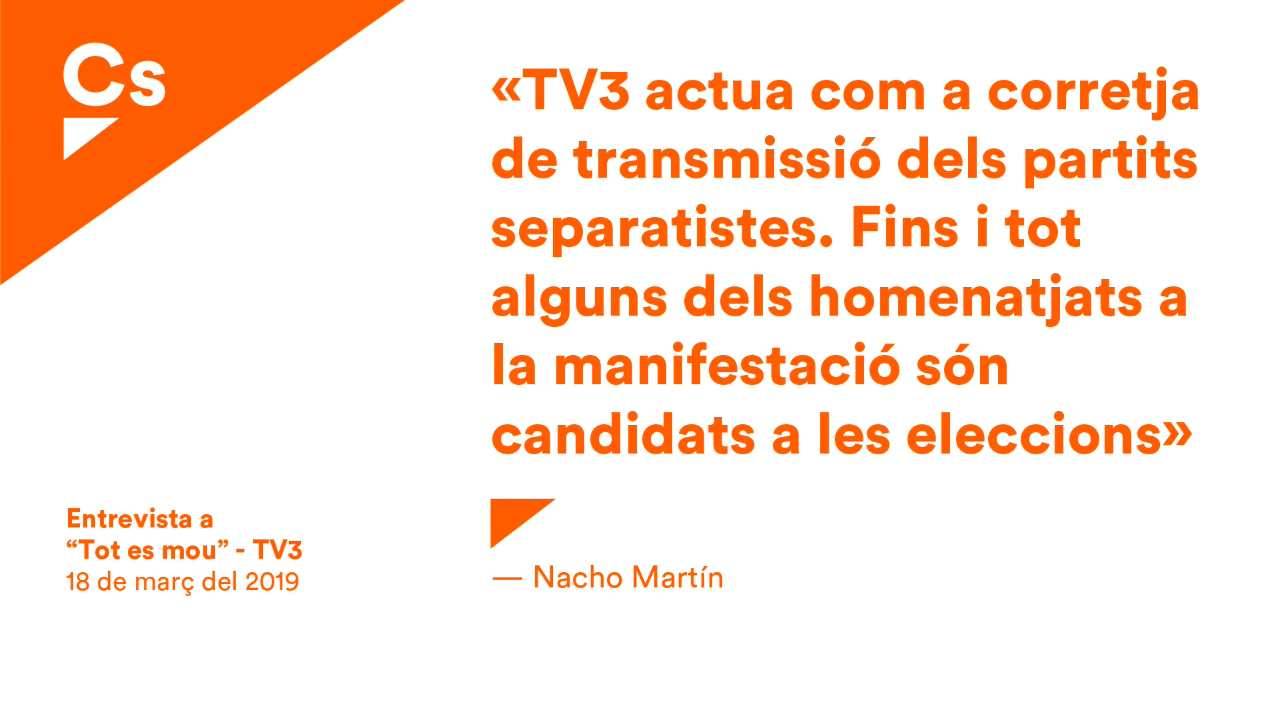 Cs
«TV3 actua com a corretja
de transmissió dels partits
separatistes. Fins i tot
alguns dels homenatjats a
la manifestació són
candidats a les eleccions»
— Nacho Martín
Entrevista a
“Tot es mou” - TV3
18 de març del 2019